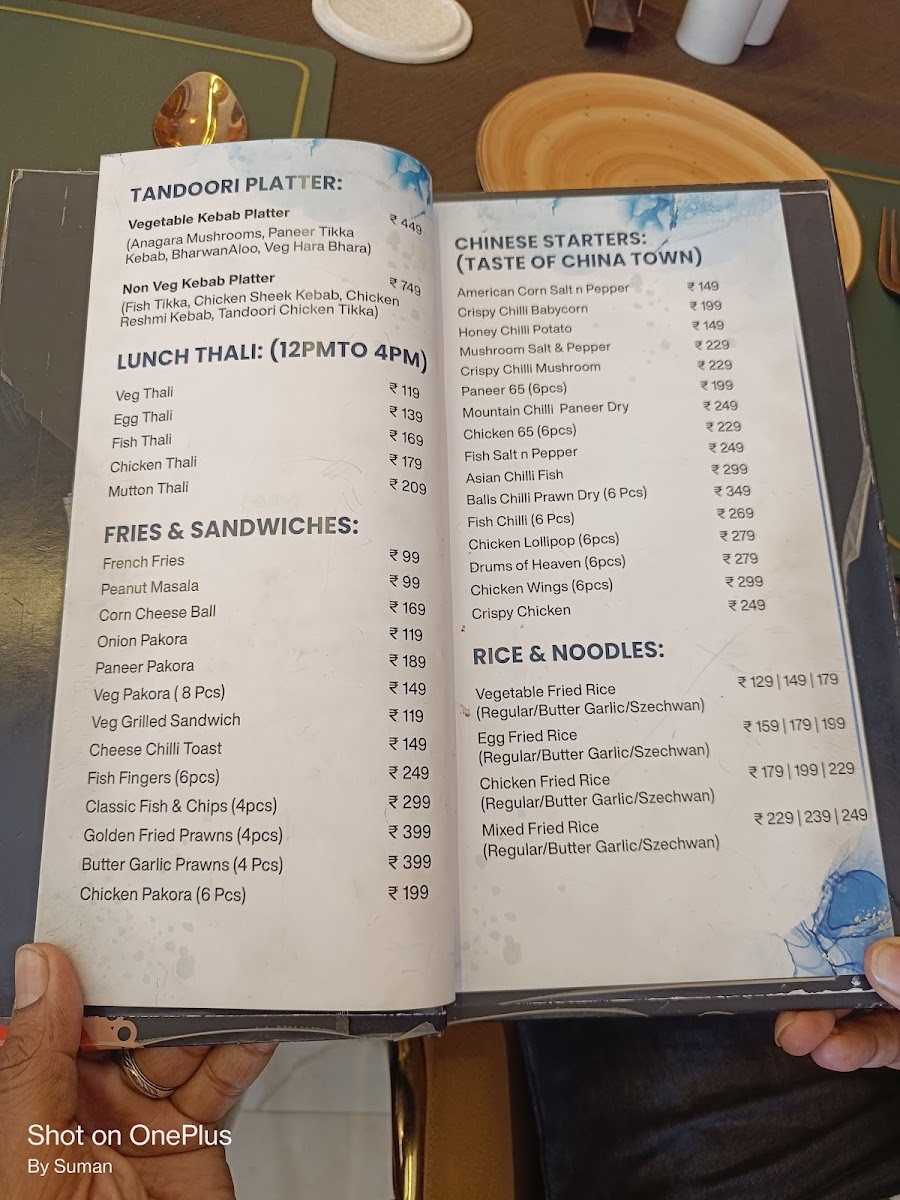 TANDOORI PLATTER:
Vegetable Kebab Platter ₹ 449
(Anagara Mushrooms, Paneer Tikka
Kebab, BharwanAloo, Veg Hara Bhara)
Non Veg Kebab Platter ₹ 749
(Fish Tikka, Chicken Sheek Kebab, Chicken
Reshmi Kebab, Tandoori Chicken Tikka)
LUNCH THALI: (12PMTO 4PM)
Veg Thali ₹ 119
Egg Thali ₹ 139
Fish Thali ₹ 169
Chicken Thali ₹ 179
Mutton Thali ₹ 209
FRIES & SANDWICHES:
French Fries ₹ 99
Peanut Masala ₹ 99
Corn Cheese Ball ₹ 169
Onion Pakora ₹ 119
Paneer Pakora ₹ 189
Veg Pakora ( 8 Pcs) ₹ 149
Veg Grilled Sandwich ₹ 119
Cheese Chilli Toast ₹ 149
Fish Fingers (6pcs) ₹ 249
Classic Fish & Chips (4pcs) ₹ 299
Golden Fried Prawns (4pcs) ₹ 399
Butter Garlic Prawns (4 Pcs) ₹ 399
Chicken Pakora (6 Pcs) ₹ 199
CHINESE STARTERS:
(TASTE OF CHINA TOWN)
American Corn Salt n Pepper ₹ 149
Crispy Chilli Babycorn ₹ 199
Honey Chilli Potato ₹ 149
Mushroom Salt & Pepper ₹ 229
Crispy Chilli Mushroom ₹ 229
Paneer 65 (6pcs) ₹ 199
Mountain Chilli Paneer Dry ₹ 249
Chicken 65 (6pcs) ₹ 229
Fish Salt n Pepper ₹ 249
Asian Chilli Fish ₹ 299
Balis Chilli Prawn Dry (6 Pcs) ₹ 349
Fish Chilli (6 Pcs) ₹ 269
Chicken Lollipop (6pcs) ₹ 279
Drums of Heaven (6pcs) ₹ 279
Chicken Wings (6pcs) ₹ 299
Crispy Chicken ₹ 249
RICE & NOODLES:
Vegetable Fried Rice ₹ 129 | 149 | 179
(Regular/Butter Garlic/Szechwan)
Egg Fried Rice ₹ 159 | 179 | 199
(Regular/Butter Garlic/Szechwan)
Chicken Fried Rice ₹ 179 | 199 | 229
(Regular/Butter Garlic/Szechwan)
Mixed Fried Rice ₹ 229 | 239 | 249
(Regular/Butter Garlic/Szechwan)
Shot on OnePlus
By Suman